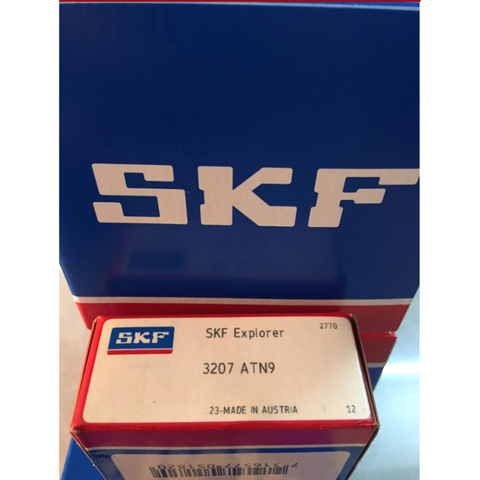 SKF
SKF
SKF Explorer
2770
3207 ATN9
23-MADE IN AUSTRIA
12